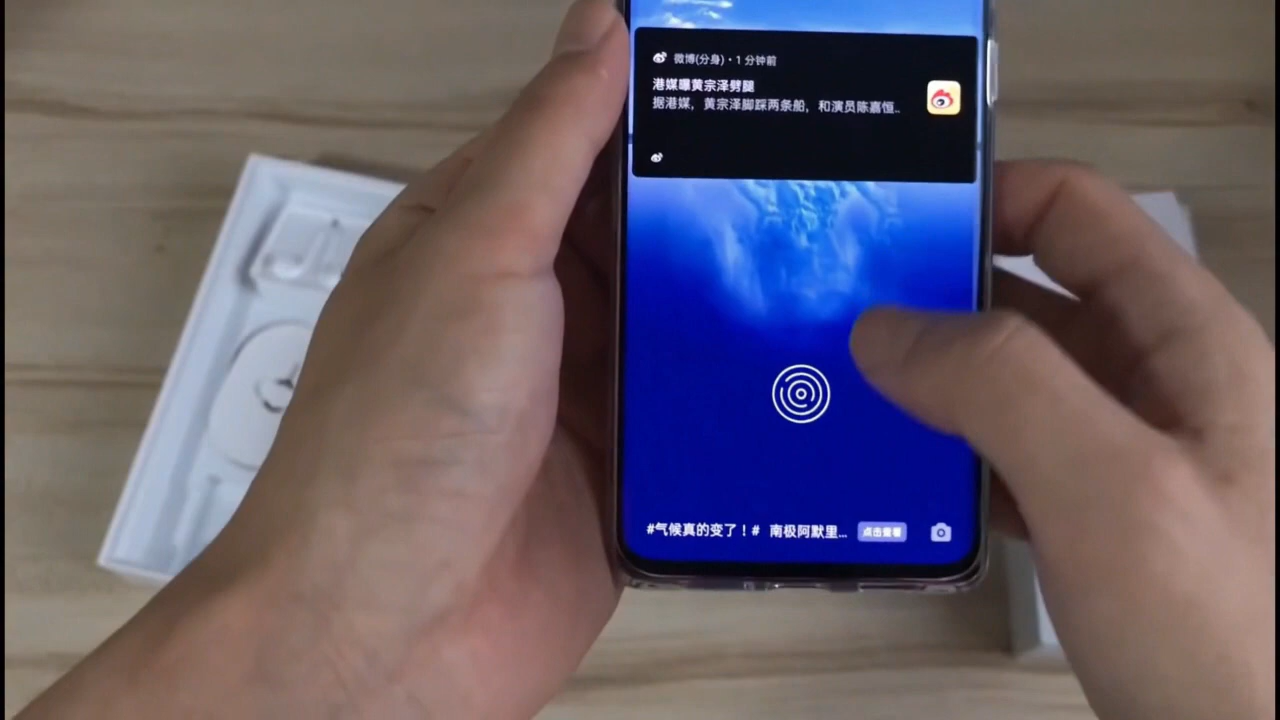 微博(分身)·1 分钟前
港媒曝黄宗泽劈腿
据港媒，黄宗泽脚踩两条船，和演员陈嘉恒..
#气候真的变了！# 南极阿默里... 点击查看